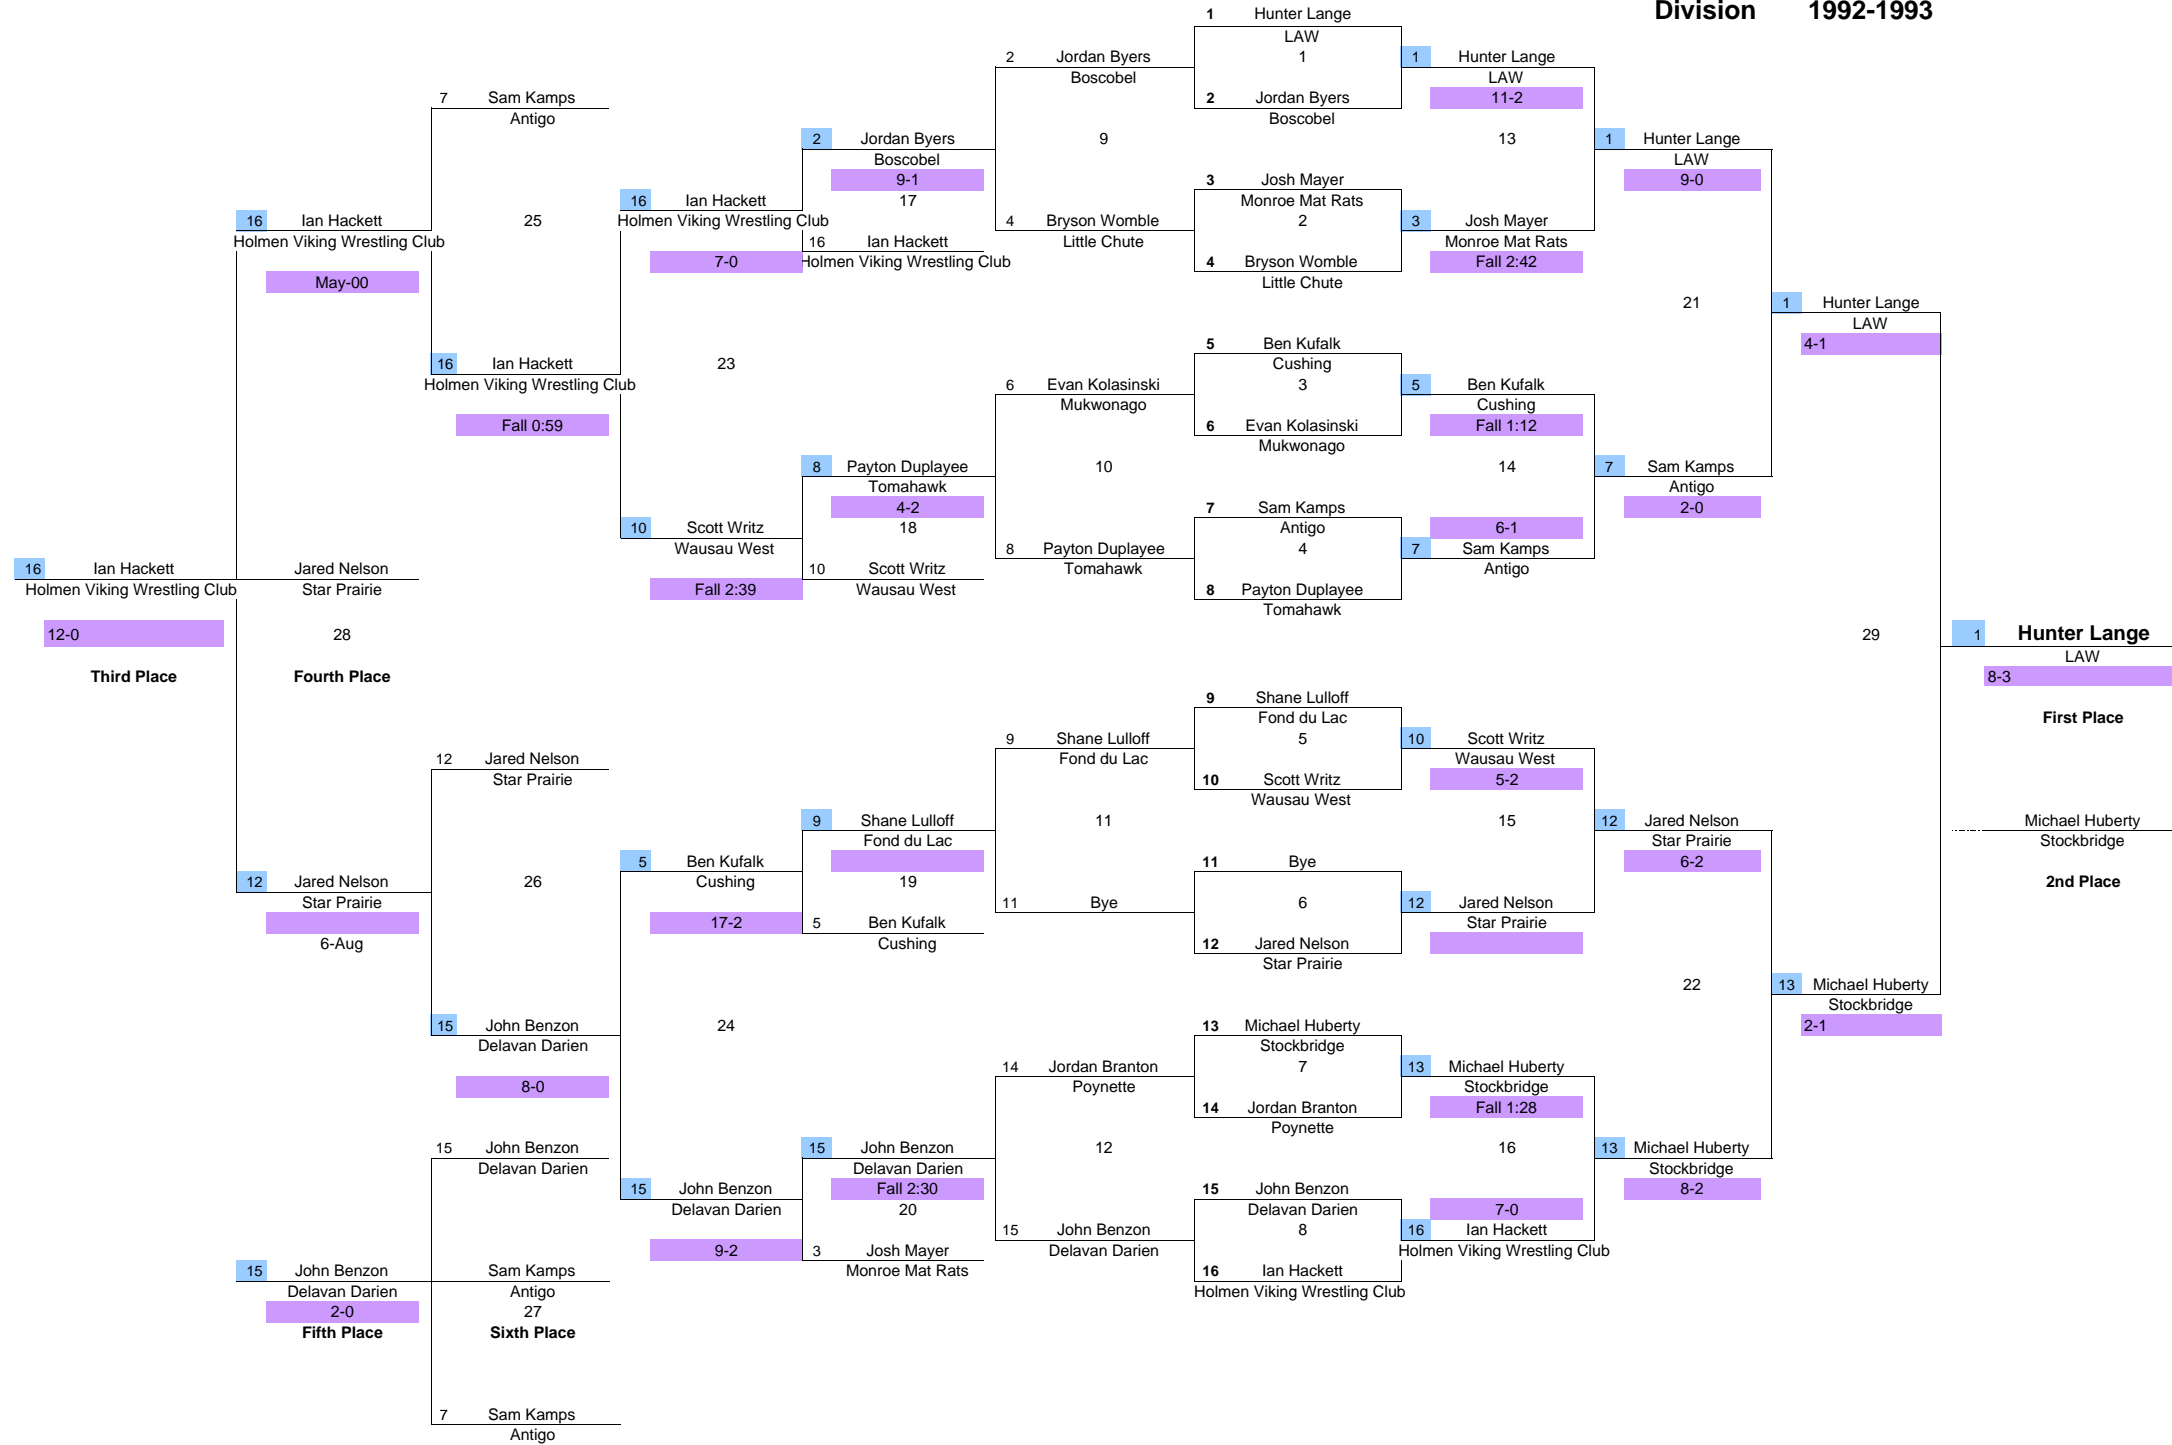 Division 1992-1993
1 Hunter Lange
LAW
2 Jordan Byers 1 1 Hunter Lange
Boscobel LAW
7 Sam Kamps 2 Jordan Byers 11-2
Antigo Boscobel
2 Jordan Byers 9 13 1 Hunter Lange
Boscobel LAW
9-1 3 Josh Mayer 9-0
16 Ian Hackett 17 Monroe Mat Rats
16 Ian Hackett 25 Holmen Viking Wrestling Club 4 Bryson Womble 2 3 Josh Mayer
Holmen Viking Wrestling Club 16 Ian Hackett Little Chute Monroe Mat Rats
7-0 Holmen Viking Wrestling Club 4 Bryson Womble Fall 2:42
May-00 Little Chute
21 1 Hunter Lange
LAW
5 Ben Kufalk 4-1
16 Ian Hackett 23 Cushing
Holmen Viking Wrestling Club 6 Evan Kolasinski 3 5 Ben Kufalk
Mukwonago Cushing
Fall 0:59 6 Evan Kolasinski Fall 1:12
Mukwonago
8 Payton Duplayee 10 14 7 Sam Kamps
Tomahawk Antigo
4-2 7 Sam Kamps 2-0
10 Scott Writz 18 Antigo 6-1
Wausau West 8 Payton Duplayee 4 7 Sam Kamps
16 Ian Hackett Jared Nelson 10 Scott Writz Tomahawk Antigo
Holmen Viking Wrestling Club Star Prairie Fall 2:39 Wausau West 8 Payton Duplayee
Tomahawk
12-0 28 29 1 Hunter Lange
LAW
Third Place Fourth Place 8-3
9 Shane Lulloff
Fond du Lac First Place
9 Shane Lulloff 5 10 Scott Writz
12 Jared Nelson Fond du Lac Wausau West
Star Prairie 10 Scott Writz 5-2
Wausau West
9 Shane Lulloff 11 15 12 Jared Nelson Michael Huberty
Fond du Lac Star Prairie Stockbridge
5 Ben Kufalk 11 Bye 6-2
12 Jared Nelson 26 Cushing 19 2nd Place
Star Prairie 11 Bye 6 12 Jared Nelson
17-2 5 Ben Kufalk Star Prairie
6-Aug Cushing 12 Jared Nelson
Star Prairie
22 13 Michael Huberty
Stockbridge
15 John Benzon 24 13 Michael Huberty 2-1
Delavan Darien Stockbridge
14 Jordan Branton 7 13 Michael Huberty
8-0 Poynette Stockbridge
14 Jordan Branton Fall 1:28
Poynette
15 John Benzon 15 John Benzon 12 16 13 Michael Huberty
Delavan Darien Delavan Darien Stockbridge
15 John Benzon Fall 2:30 15 John Benzon 8-2
Delavan Darien 20 Delavan Darien 7-0
15 John Benzon 8 16 Ian Hackett
9-2 3 Josh Mayer Delavan Darien Holmen Viking Wrestling Club
15 John Benzon Sam Kamps Monroe Mat Rats 16 Ian Hackett
Delavan Darien Antigo Holmen Viking Wrestling Club
2-0 27
Fifth Place Sixth Place
7 Sam Kamps
Antigo